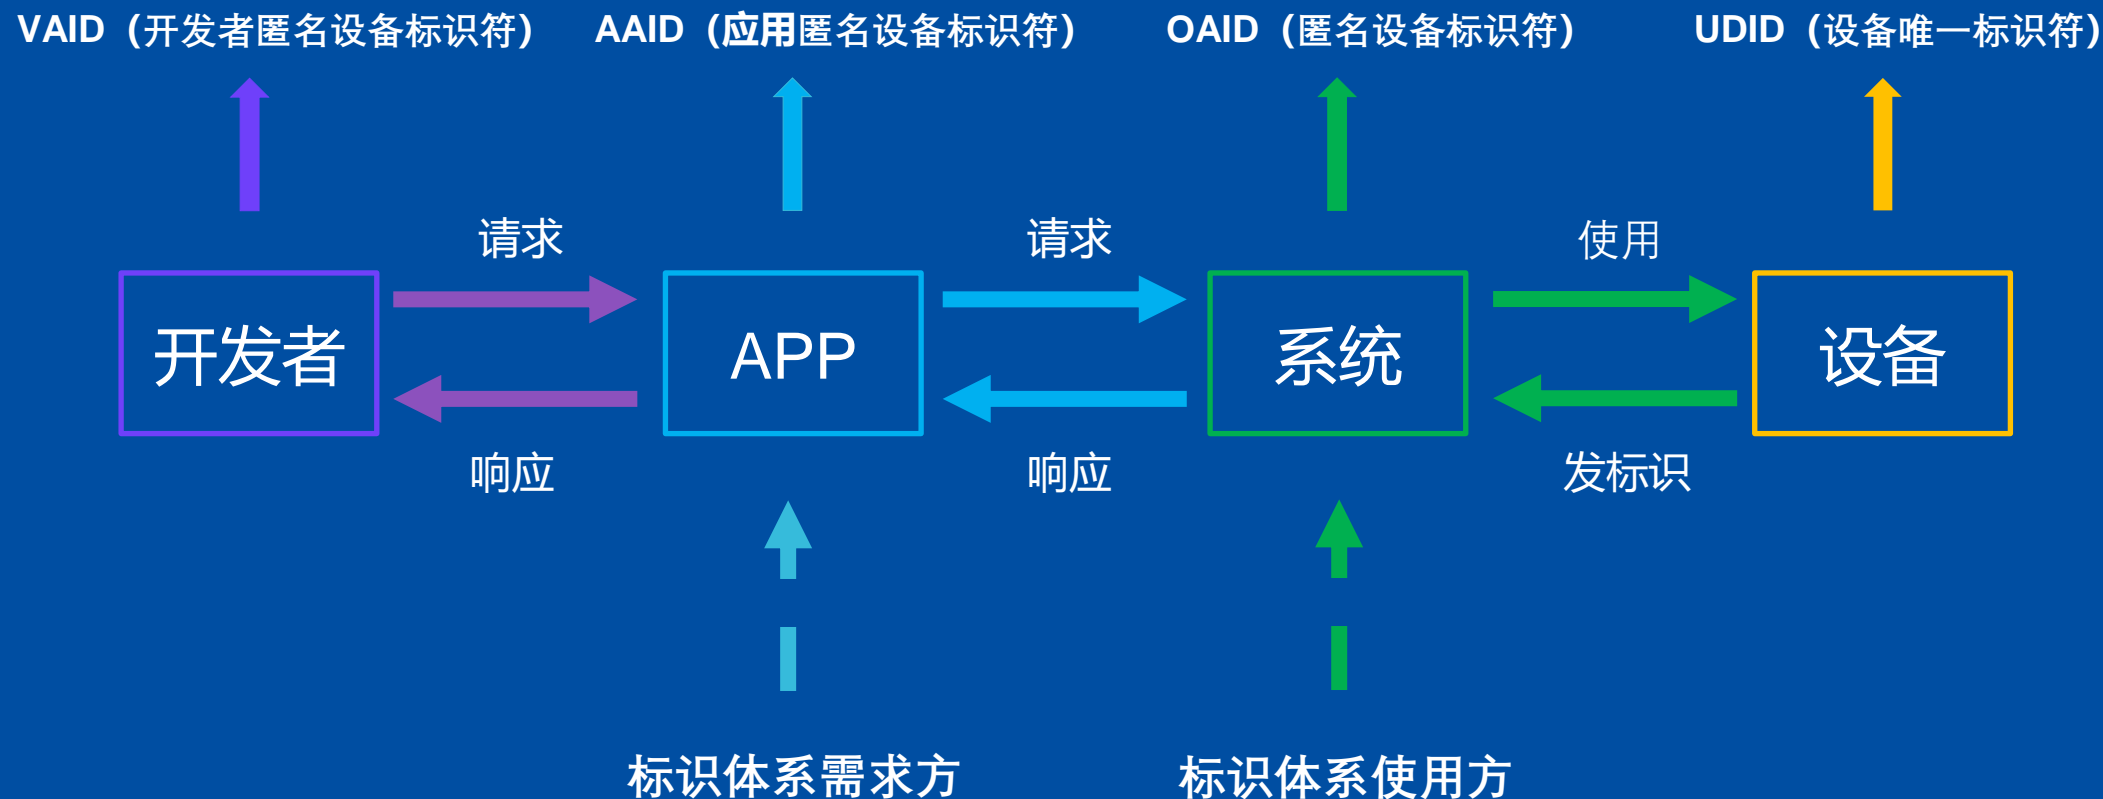 VAID（开发者匿名设备标识符）
AAID（应用匿名设备标识符）
OAID（匿名设备标识符）
UDID（设备唯一标识符）
请求
请求
使用
开发者
APP
系统
设备
响应
响应
发标识
标识体系需求方
标识体系使用方